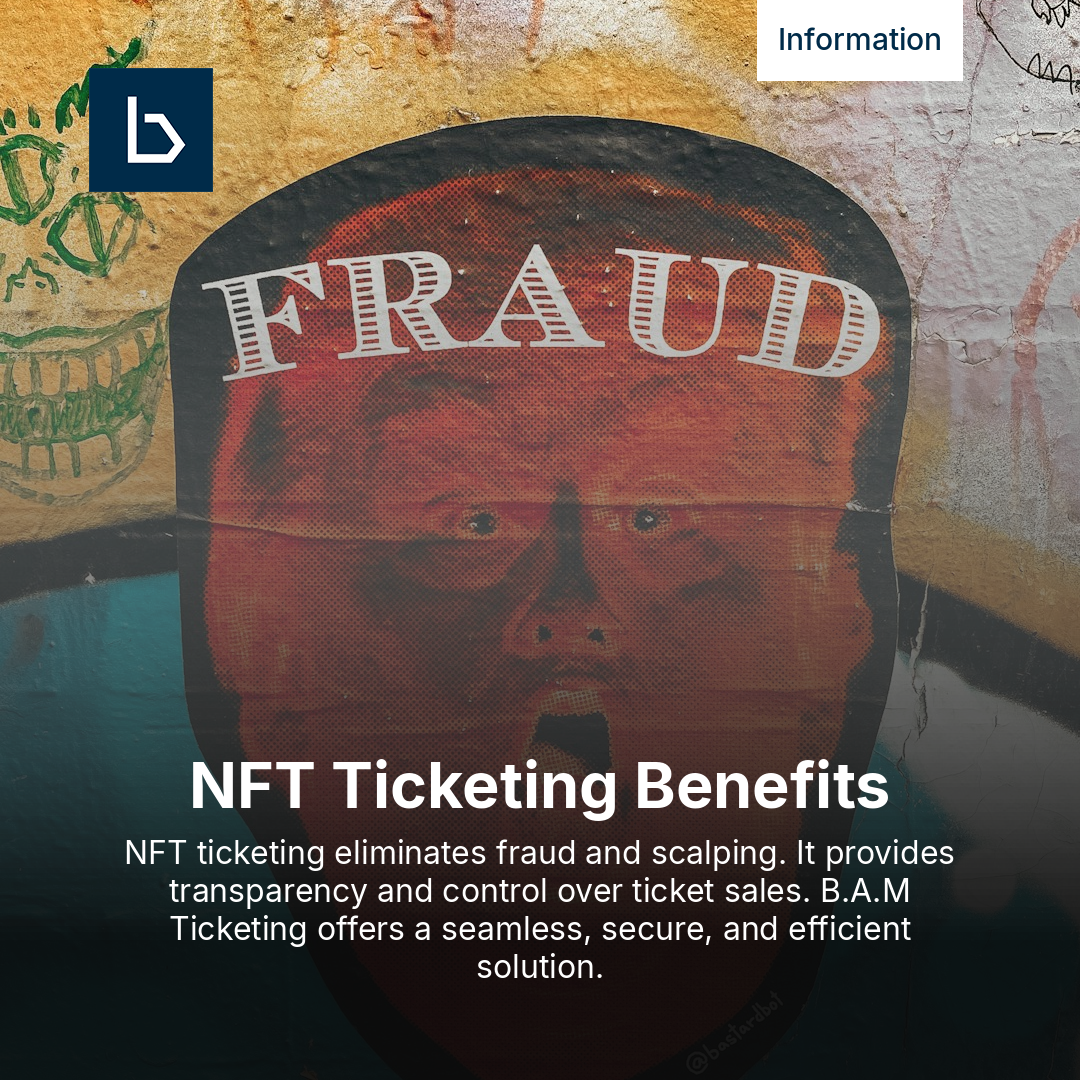 Information
b
FRAUD
NFT Ticketing Benefits
NFT ticketing eliminates fraud and scalping. It provides
transparency and control over ticket sales. B.A.M
Ticketing offers a seamless, secure, and efficient
solution.
@bastardbot